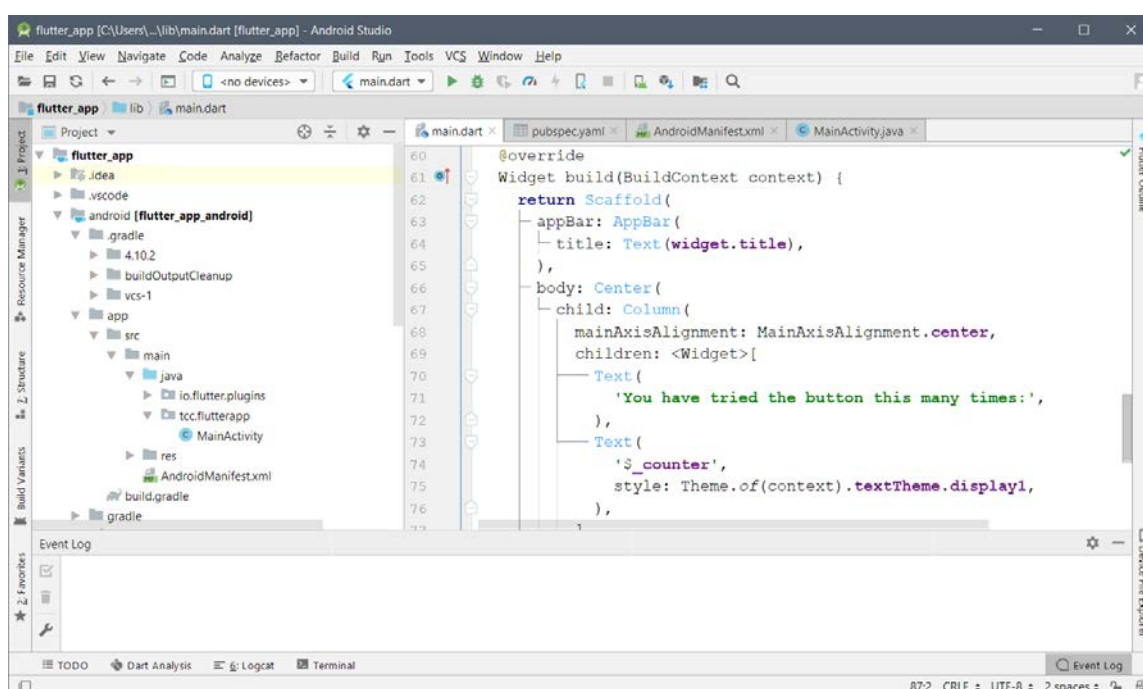 flutter_app [C:\Users\...\lib\main.dart [flutter_app] - Android Studio
File Edit View Navigate Code Analyze Refactor Build Run Tools VCS Window Help
<no devices> main.dart
flutter_app lib main.dart
Project
main.dart pubspec.yaml AndroidManifest.xml MainActivity.java
1: Project
Resource Manager
Z: Structure
Build Variants
2: Favorites
flutter_app
.idea
.vscode
android [flutter_app_android]
.gradle
4.10.2
buildOutputCleanup
vcs-1
app
src
main
java
io.flutter.plugins
tcc.flutterapp
MainActivity
res
AndroidManifest.xml
build.gradle
gradle
60 @override
61 Widget build(BuildContext context) {
62 return Scaffold(
63 appBar: AppBar(
64 title: Text(widget.title),
65 ),
66 body: Center(
67 child: Column(
68 mainAxisAlignment: MainAxisAlignment.center,
69 children: <Widget>[
70 Text(
71 'You have tried the button this many times:',
72 ),
73 Text(
74 '$_counter',
75 style: Theme.of(context).textTheme.display1,
76 ),
77 ]
Flutter Outline
Device File Explorer
Event Log
TODO Dart Analysis 6: Logcat Terminal Event Log
87:2 CRLF UTF-8 2 spaces